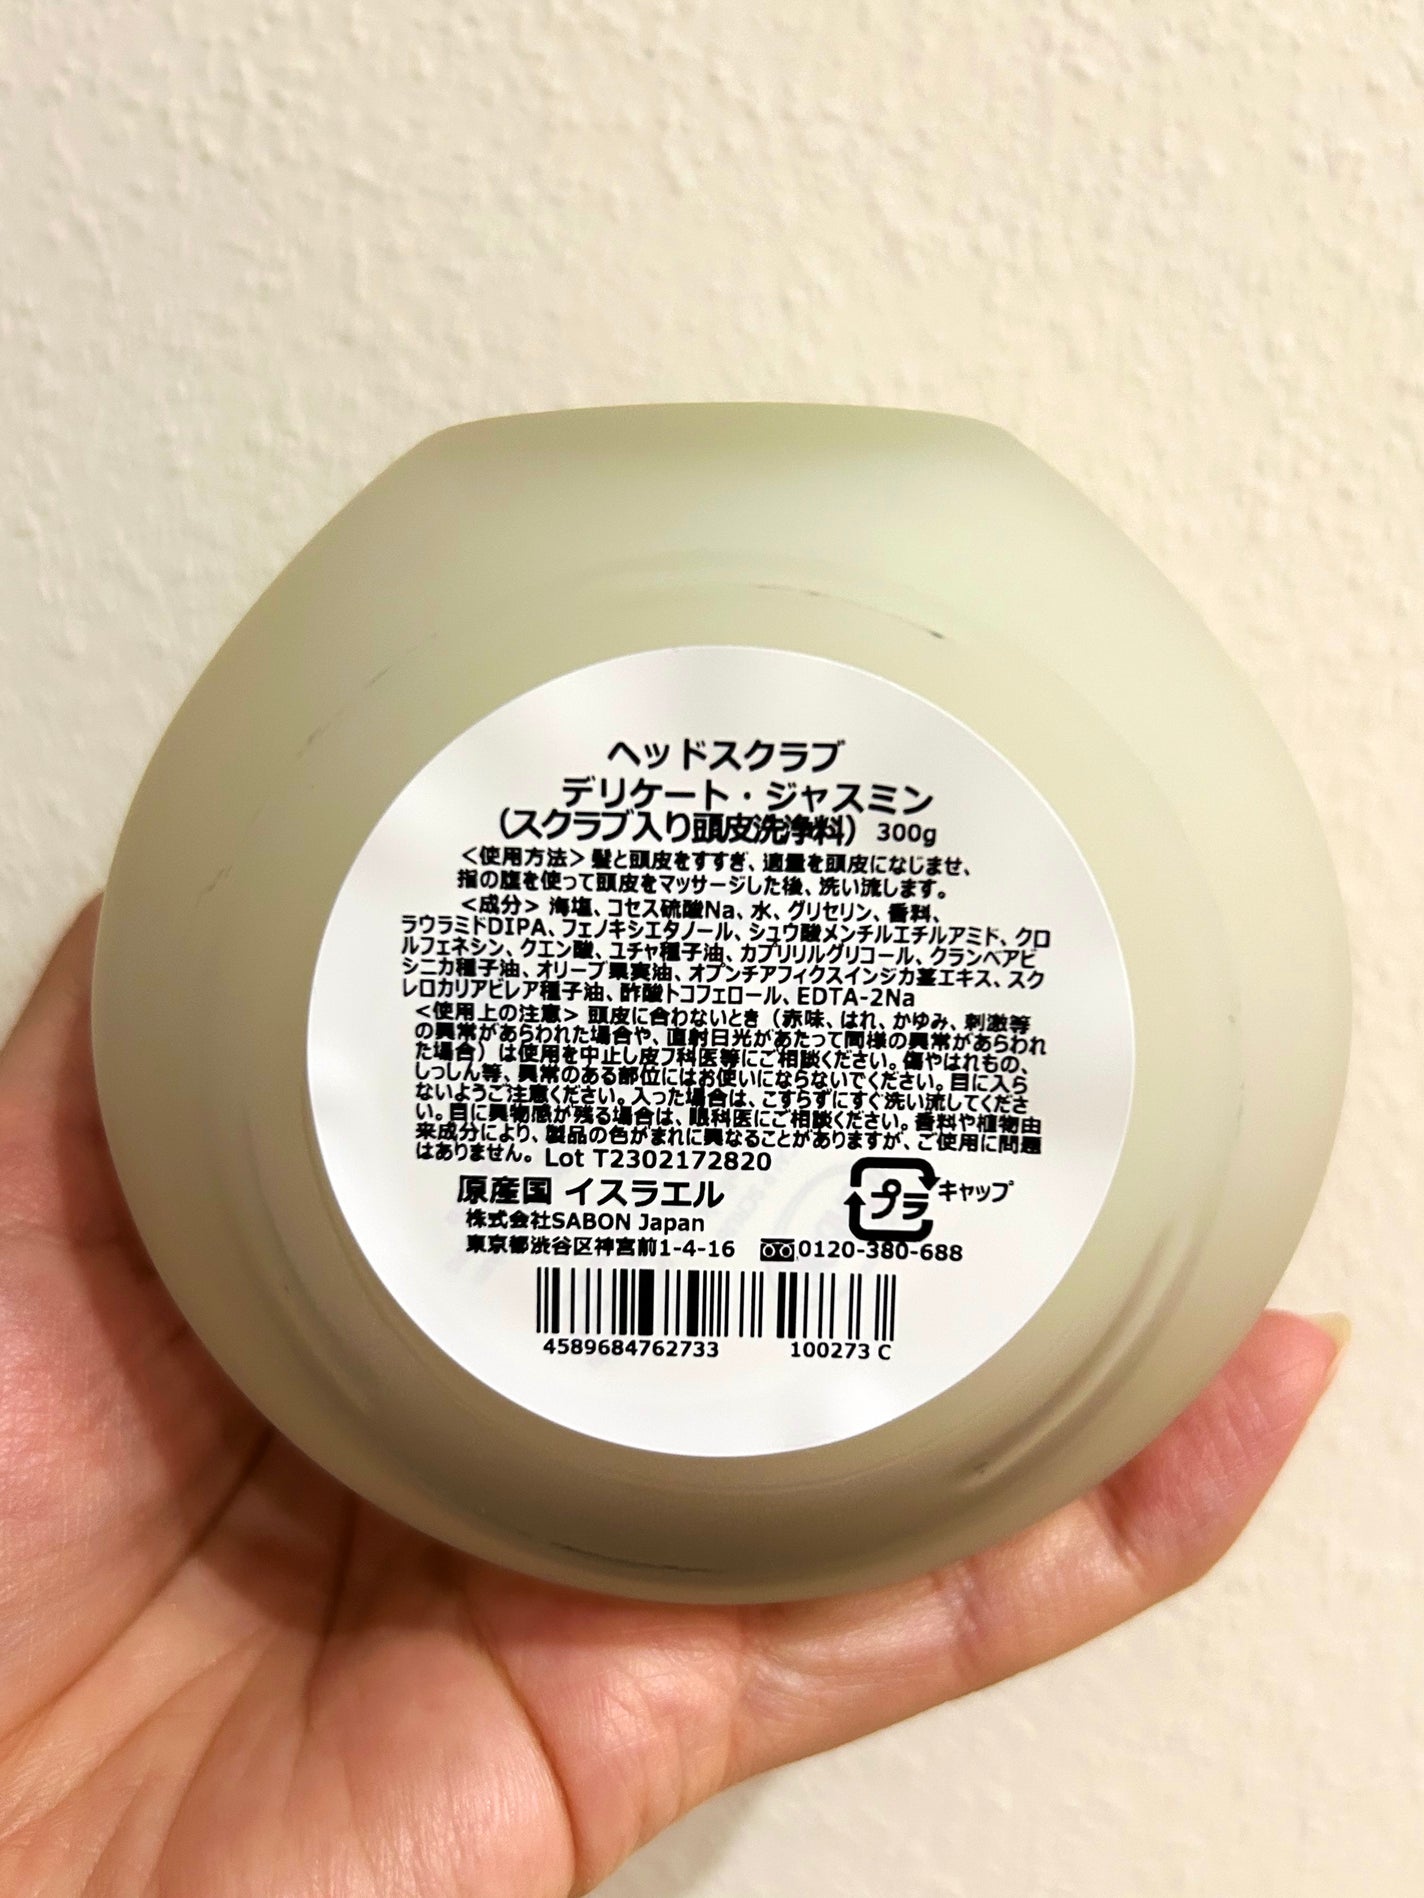 ヘッドスクラブ
デリケート・ジャスミン
（スクラブ入り頭皮洗浄料） 300g
＜使用方法＞髪と頭皮をすすぎ、適量を頭皮になじませ、
指の腹を使って頭皮をマッサージした後、洗い流します。
＜成分＞ 海塩、コセス硫酸Na、水、グリセリン、香料、
ラウラミドDIPA、フェノキシエタノール、シュウ酸メンチルエチルアミド、クロ
ルフェネシン、クエン酸、ユチャ種子油、カプリリルグリコール、クランベアビ
シニカ種子油、オリーブ果実油、オプンチアフィクスインジカ茎エキス、スク
レロカリアビレア種子油、酢酸トコフェロール、EDTA-2Na
＜使用上の注意＞ 頭皮に合わないとき（赤味、はれ、かゆみ、刺激等
の異常があらわれた場合や、直射日光があたって同様の異常があらわれ
た場合）は使用を中止し皮フ科医等にご相談ください。傷やはれもの、
しっしん等、異常のある部位にはお使いにならないでください。目に入ら
ないようご注意ください。入った場合は、こすらずにすぐ洗い流してくださ
い。目に異物感が残る場合は、眼科医にご相談ください。香料や植物由
来成分により、製品の色がまれに異なることがありますが、ご使用に問題
はありません。 Lot T2302172820
原産国 イスラエル
プラ キャップ
株式会社SABON Japan
東京都渋谷区神宮前1-4-16 0120-380-688
4589684762733 100273 C